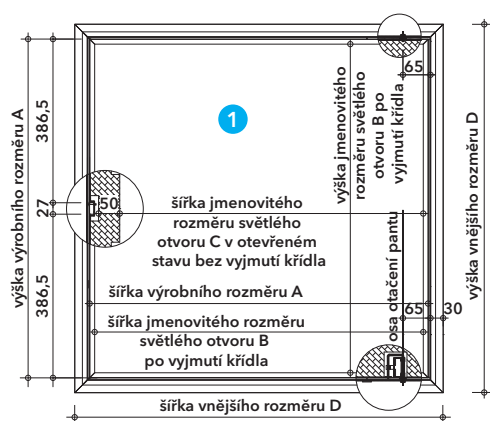 výška výrobního rozměru A
386,5
27
386,5
1
50
výška jmenovitého
rozměru světlého
otvoru B po
vyjmutí křídla
65
výška vnějšího rozměru D
šířka jmenovitého
rozměru světlého
otvoru C v otevřeném
stavu bez vyjmutí křídla
osa otačení pantu
šířka výrobního rozměru A
65
30
šířka jmenovitého rozměru
světlého otvoru B
po vyjmutí křídla
šířka vnějšího rozměru D